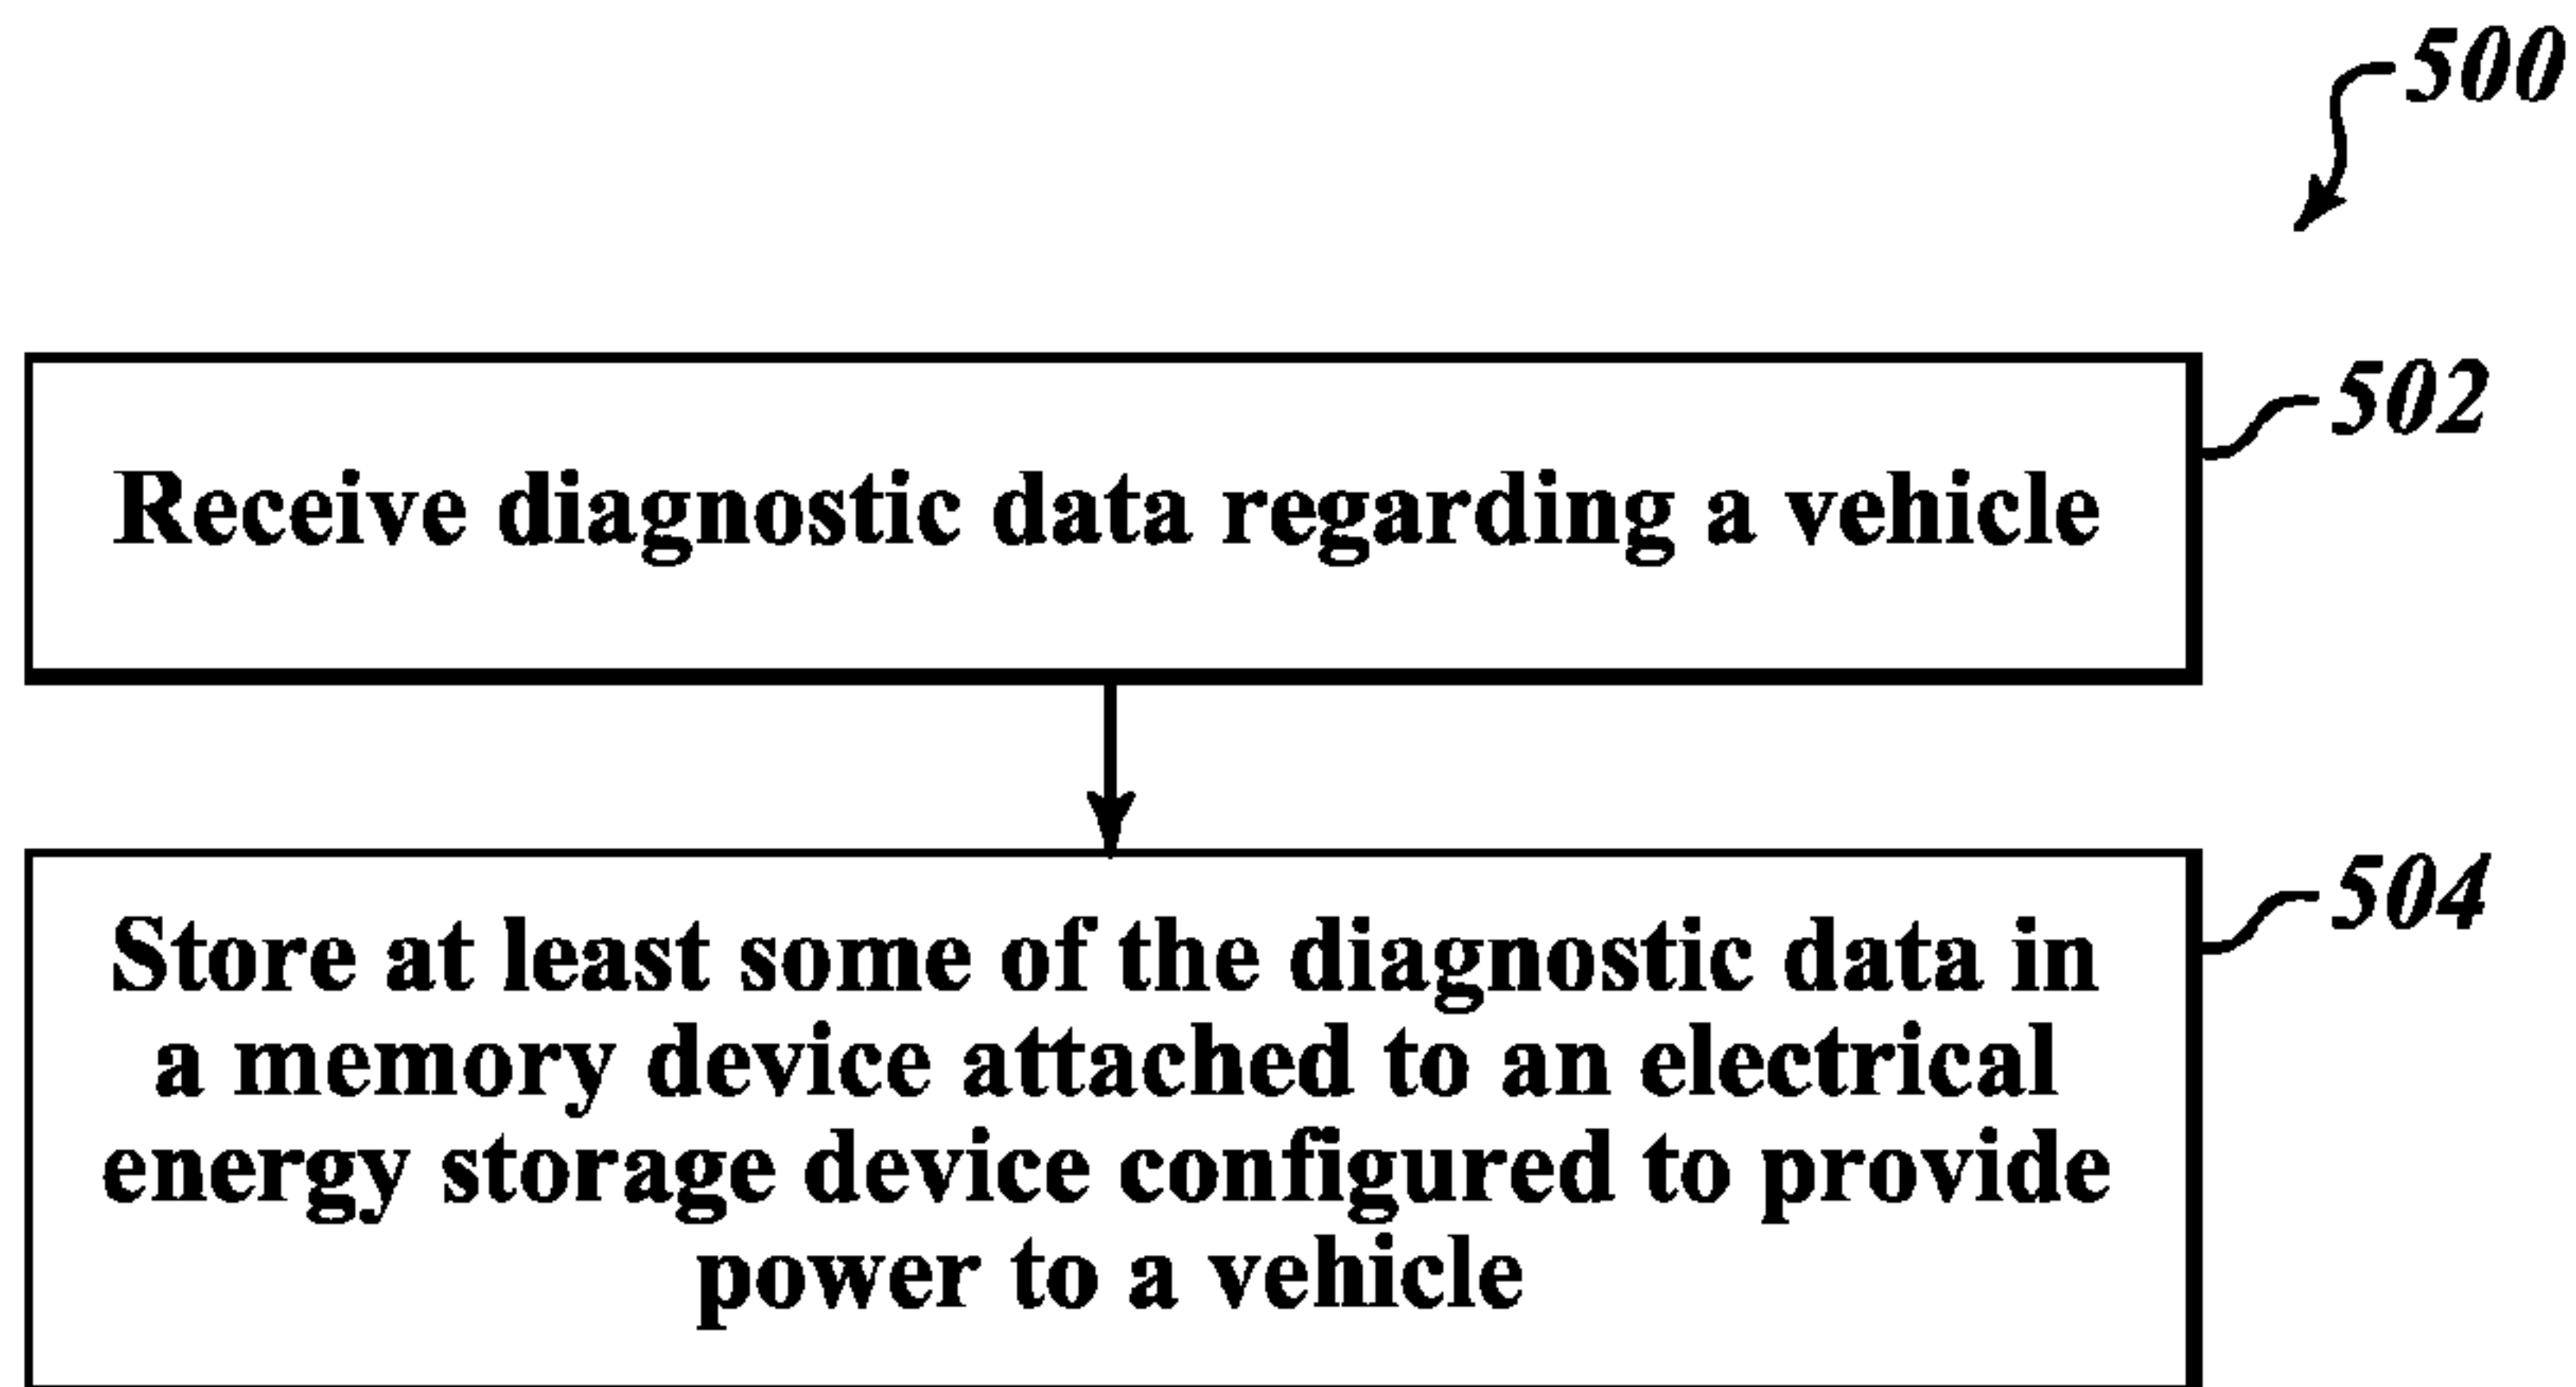 500
502
Receive diagnostic data regarding a vehicle
504
Store at least some of the diagnostic data in
a memory device attached to an electrical
energy storage device configured to provide
power to a vehicle